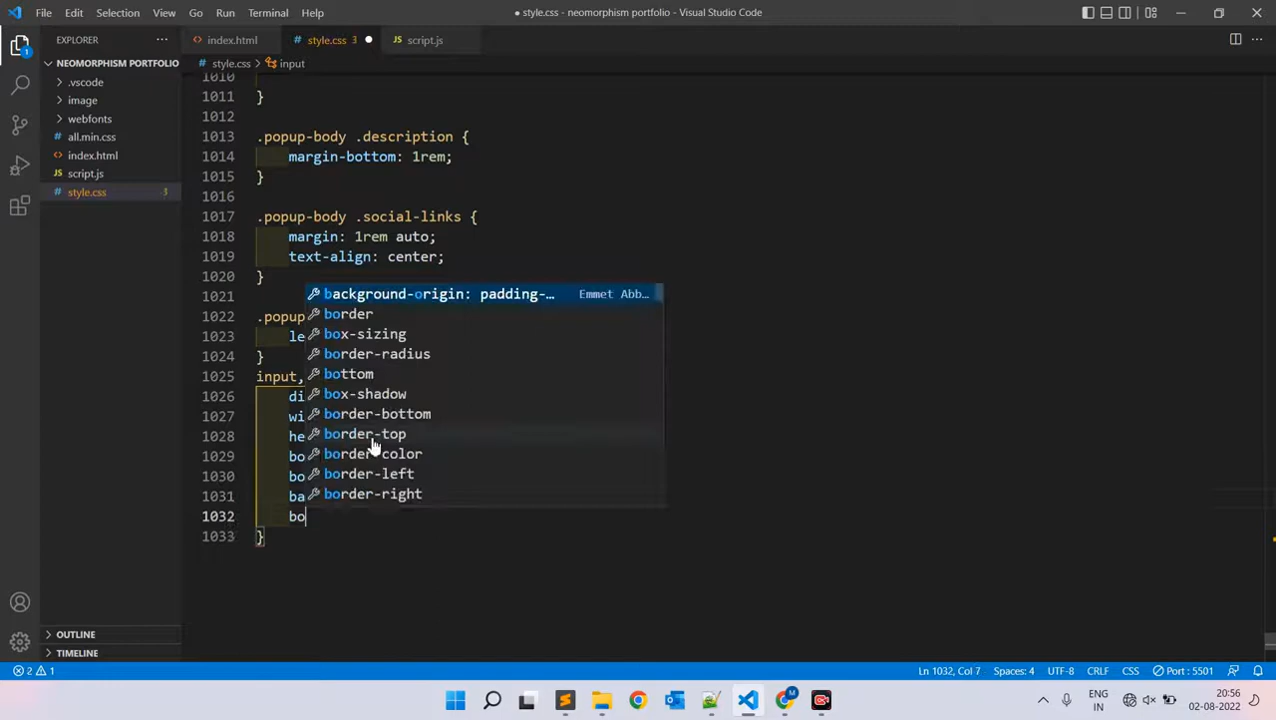 File Edit Selection View Go Run Terminal Help
● style.css - neomorphism portfolio - Visual Studio Code
EXPLORER
index.html
style.css 3
script.js
NEOMORPHISM PORTFOLIO
style.css > input
.vscode
image
webfonts
all.min.css
index.html
script.js
style.css 3
1
1010
1011 }
1012
1013 .popup-body .description {
1014 margin-bottom: 1rem;
1015 }
1016
1017 .popup-body .social-links {
1018 margin: 1rem auto;
1019 text-align: center;
1020 }
1021
1022 .popup
1023 le
1024 }
1025 input,
1026 di
1027 wi
1028 he
1029 bo
1030 bo
1031 ba
1032 bo
1033 }
background-origin: padding-… Emmet Abb…
border
box-sizing
border-radius
bottom
box-shadow
border-bottom
border-top
border-color
border-left
border-right
OUTLINE
TIMELINE
2 1
Ln 1032, Col 7 Spaces: 4 UTF-8 CRLF CSS Port : 5501
ENG
IN
20:56
02-08-2022